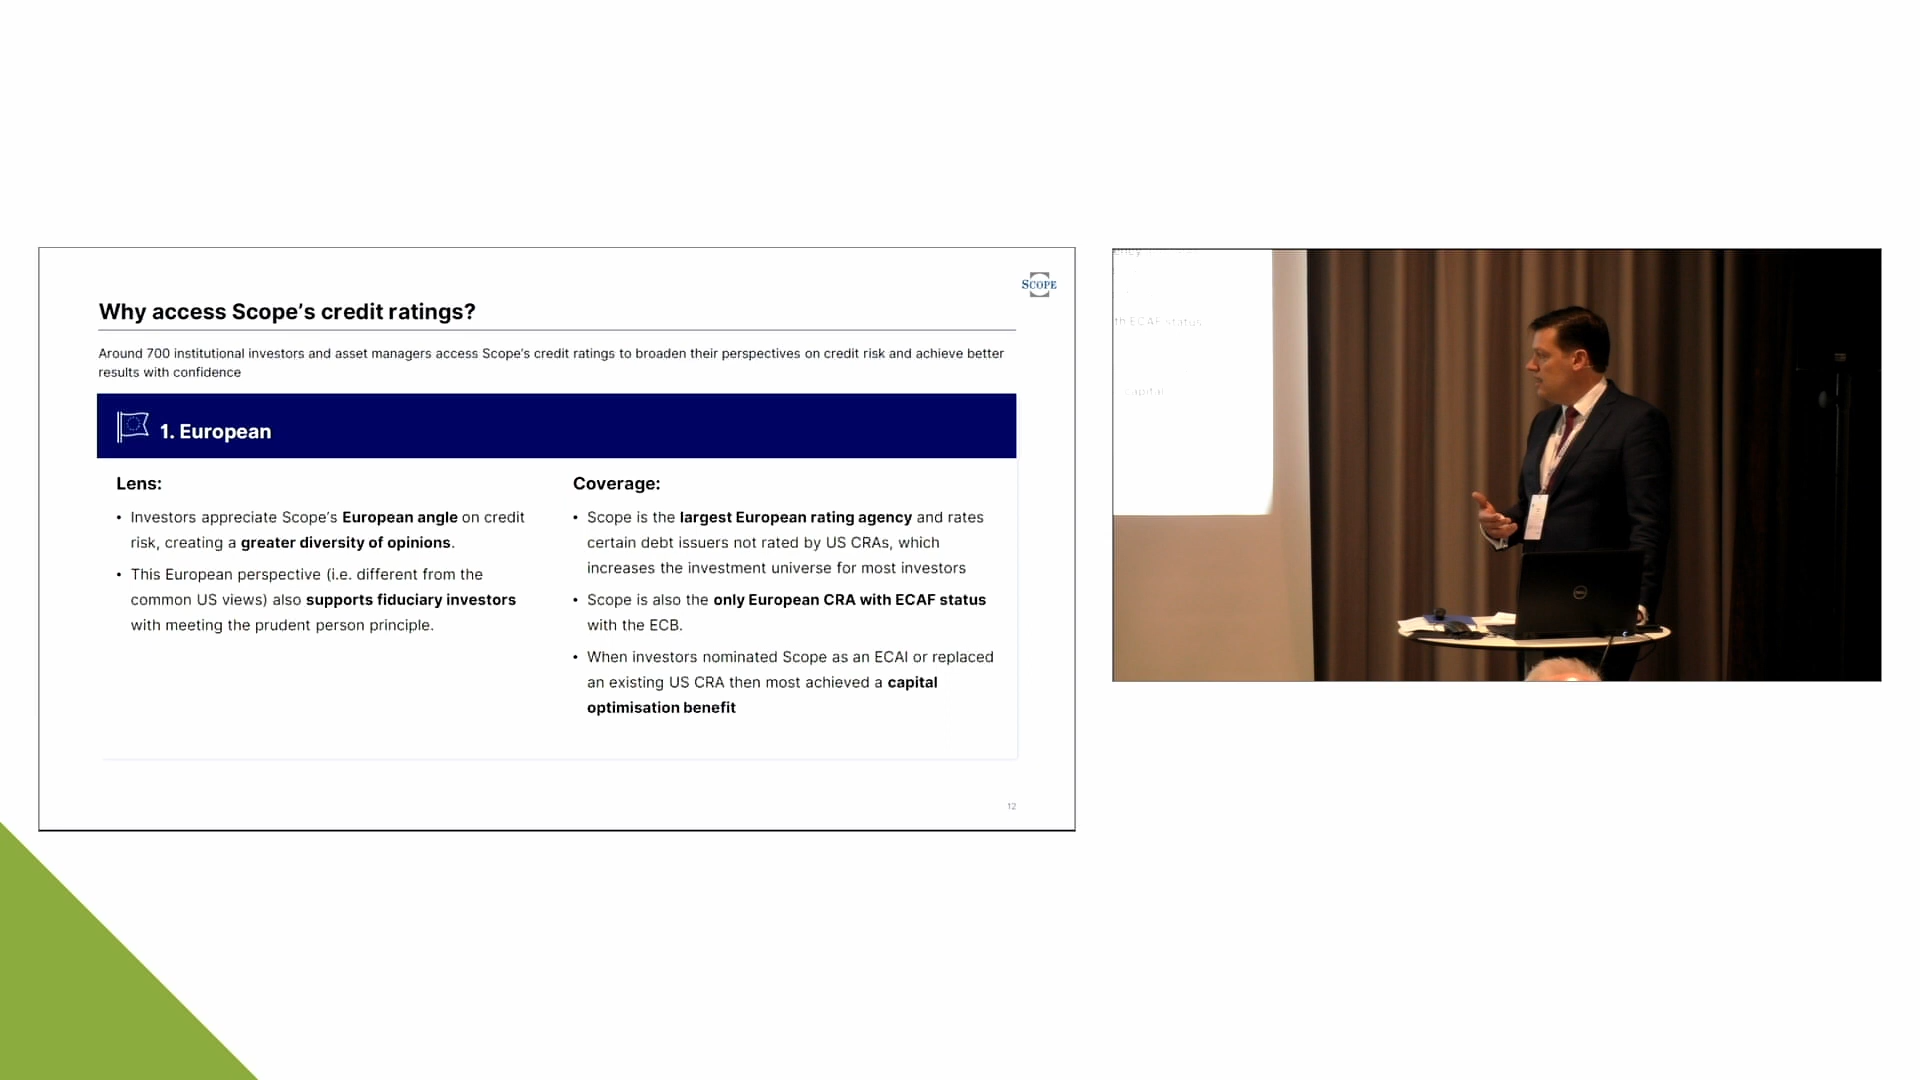 SCOPE
Why access Scope's credit ratings?
Around 700 institutional investors and asset managers access Scope's credit ratings to broaden their perspectives on credit risk and achieve better
results with confidence
1. European
Lens:
• Investors appreciate Scope's European angle on credit
risk, creating a greater diversity of opinions.
• This European perspective (i.e. different from the
common US views) also supports fiduciary investors
with meeting the prudent person principle.
Coverage:
• Scope is the largest European rating agency and rates
certain debt issuers not rated by US CRAs, which
increases the investment universe for most investors
• Scope is also the only European CRA with ECAF status
with the ECB.
• When investors nominated Scope as an ECAI or replaced
an existing US CRA then most achieved a capital
optimisation benefit
12
th ECAF status
capital
DELL